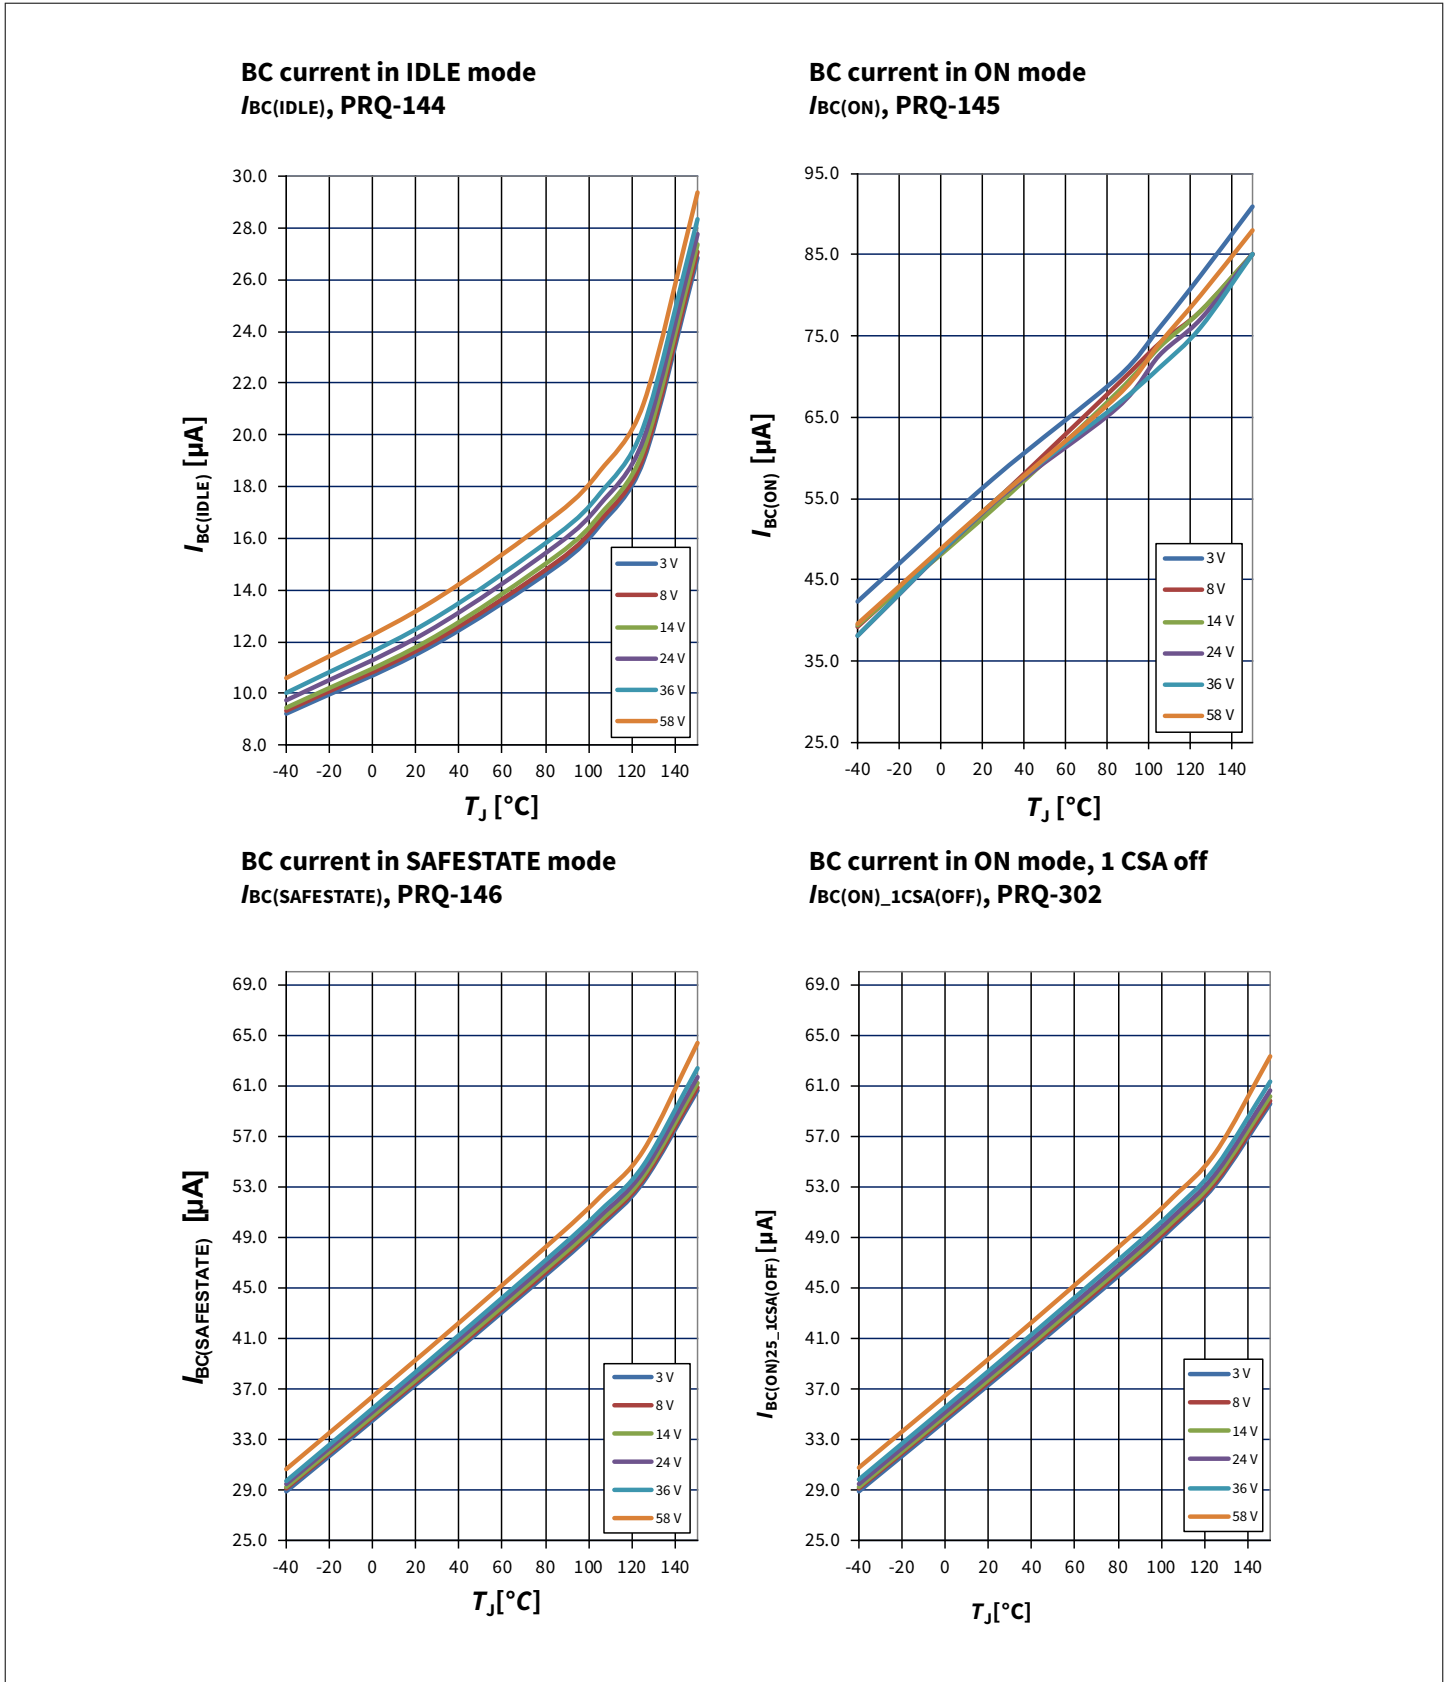 BC current in IDLE mode
IBC(IDLE), PRQ-144
30.0
28.0
26.0
24.0
22.0
20.0
18.0
16.0
14.0
12.0
10.0
8.0
IBC(IDLE) [µA]
3 V
8 V
14 V
24 V
36 V
58 V
-40 -20 0 20 40 60 80 100 120 140
TJ [°C]
BC current in ON mode
IBC(ON), PRQ-145
95.0
85.0
75.0
65.0
55.0
45.0
35.0
25.0
IBC(ON) [µA]
3 V
8 V
14 V
24 V
36 V
58 V
-40 -20 0 20 40 60 80 100 120 140
TJ [°C]
BC current in SAFESTATE mode
IBC(SAFESTATE), PRQ-146
69.0
65.0
61.0
57.0
53.0
49.0
45.0
41.0
37.0
33.0
29.0
25.0
IBC(SAFESTATE) [µA]
3 V
8 V
14 V
24 V
36 V
58 V
-40 -20 0 20 40 60 80 100 120 140
TJ[°C]
BC current in ON mode, 1 CSA off
IBC(ON)_1CSA(OFF), PRQ-302
69.0
65.0
61.0
57.0
53.0
49.0
45.0
41.0
37.0
33.0
29.0
25.0
IBC(ON)25_1CSA(OFF) [µA]
3 V
8 V
14 V
24 V
36 V
58 V
-40 -20 0 20 40 60 80 100 120 140
TJ[°C]